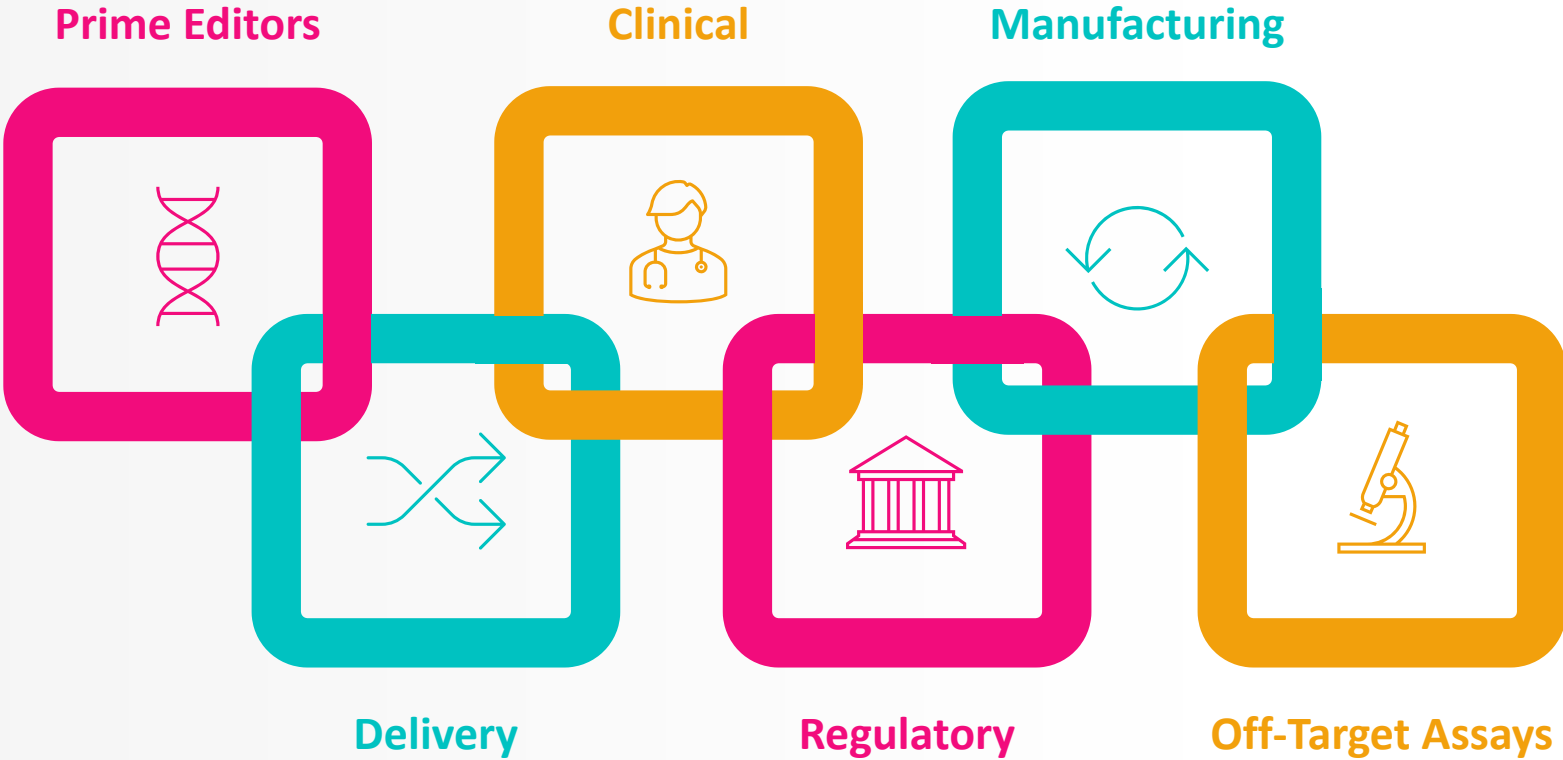 Prime Editors
Clinical
Manufacturing
Delivery
Regulatory
Off-Target Assays